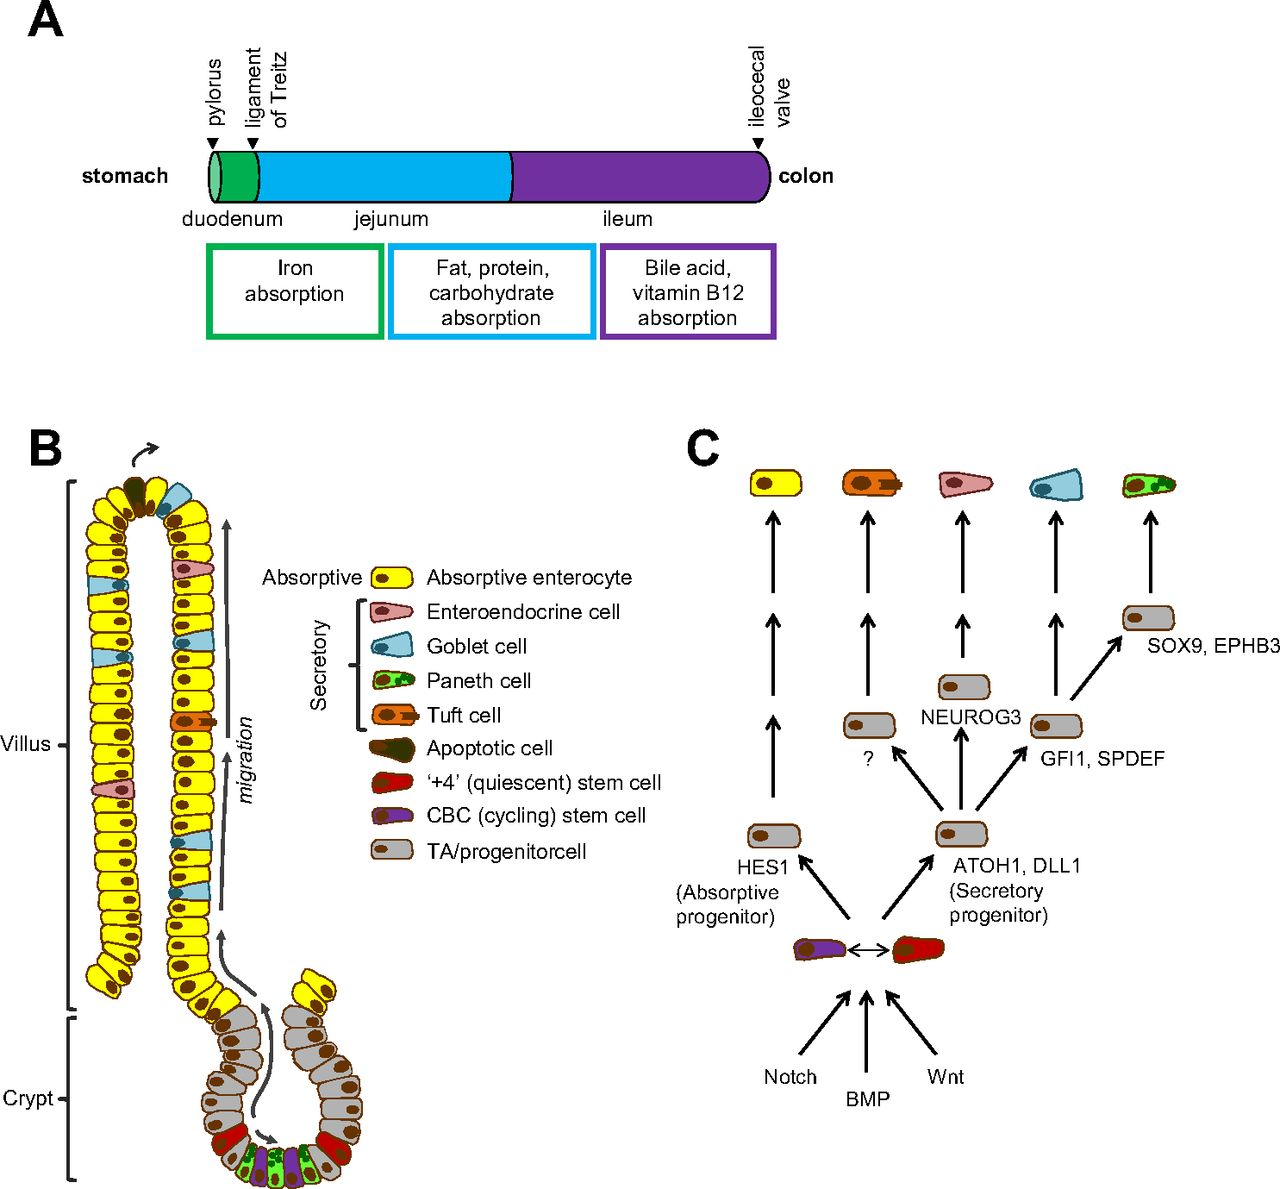 A
pylorus
ligament
of Treitz
ileocecal
valve
stomach
colon
duodenum
jejunum
ileum
Iron
absorption
Fat, protein,
carbohydrate
absorption
Bile acid,
vitamin B12
absorption
B
Villus
Crypt
migration
Absorptive
Absorptive enterocyte
Secretory
Enteroendocrine cell
Goblet cell
Paneth cell
Tuft cell
Apoptotic cell
‘+4’ (quiescent) stem cell
CBC (cycling) stem cell
TA/progenitorcell
C
SOX9, EPHB3
NEUROG3
?
GFI1, SPDEF
HES1
(Absorptive
progenitor)
ATOH1, DLL1
(Secretory
progenitor)
Notch
BMP
Wnt